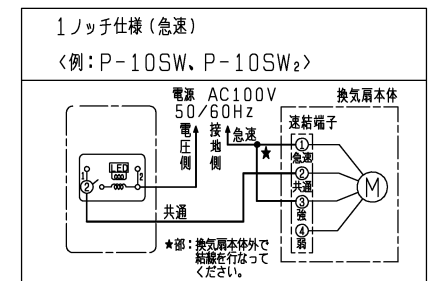 1ノッチ仕様（急速）
〈例：P-10SW、P-10SW₂〉
電源 AC100V
50/60Hz
換気扇本体
電圧側
接地側
急速
★
速結端子
①
急速
②
共通
③
強
④
弱
M
LED
1
2
②
共通
★部：換気扇本体外で
結線を行なって
ください。